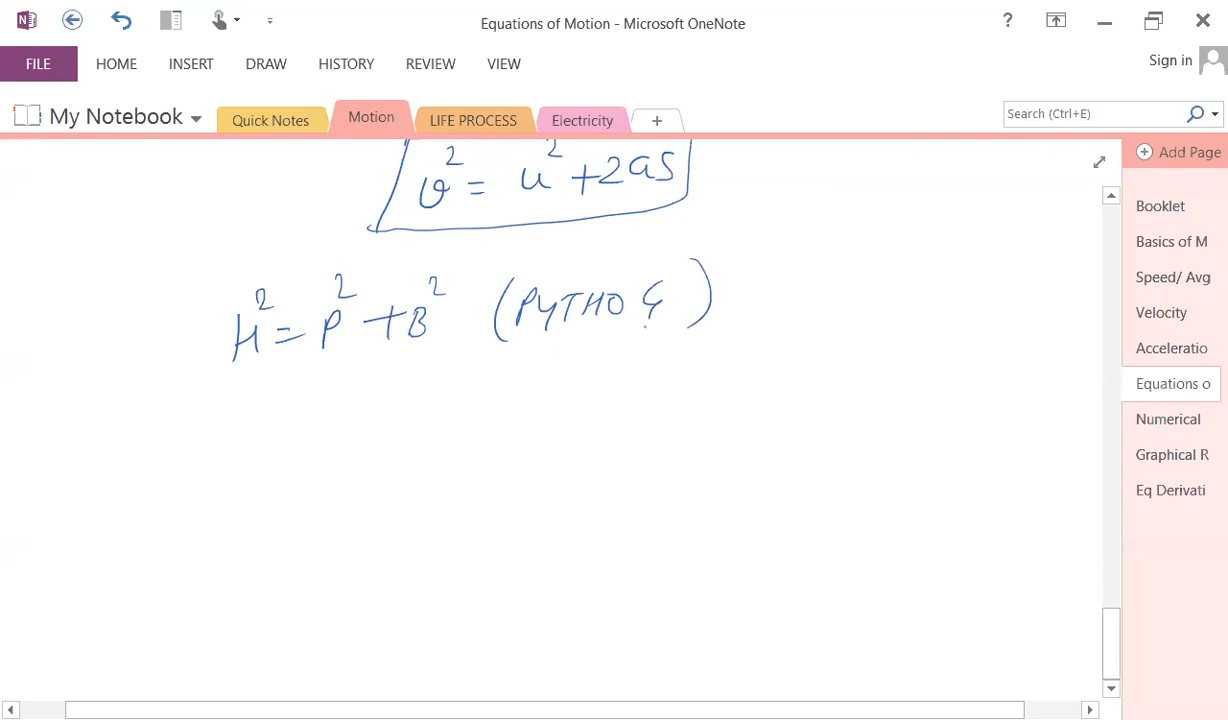 Equations of Motion - Microsoft OneNote
?
FILE HOME INSERT DRAW HISTORY REVIEW VIEW
Sign in
My Notebook
Quick Notes Motion LIFE PROCESS Electricity +
Search (Ctrl+E)
Add Page
Booklet
Basics of M
Speed/ Avg
Velocity
Acceleratio
Equations o
Numerical
Graphical R
Eq Derivati
v² = u² + 2aS
H² = P² + B² (PYTHO G )